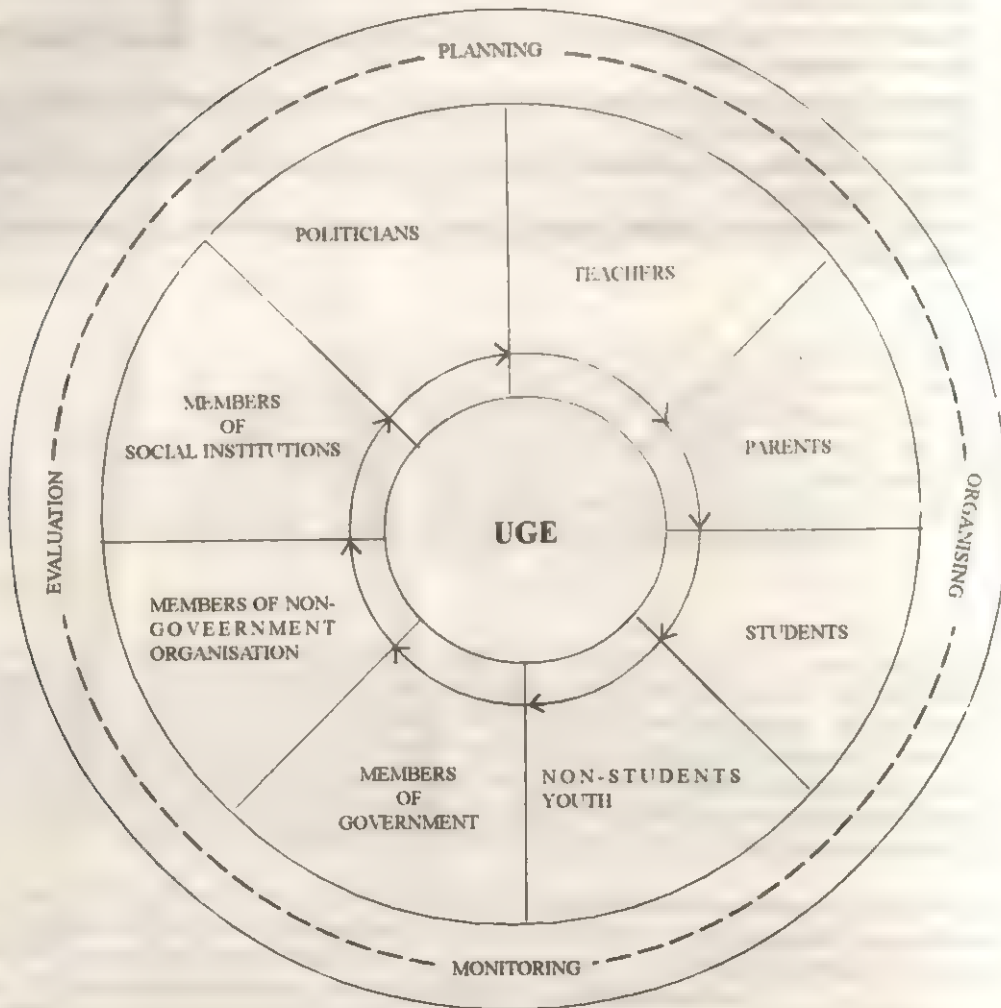 PLANNING
POLITICIANS
TEACHERS
MEMBERS
OF
SOCIAL INSTITUTIONS
PARENTS
EVALUATION
UGE
ORGANISING
MEMBERS OF NON-
GOVEERNMENT
ORGANISATION
STUDENTS
MEMBERS
OF
GOVERNMENT
NON-STUDENTS
YOUTH
MONITORING